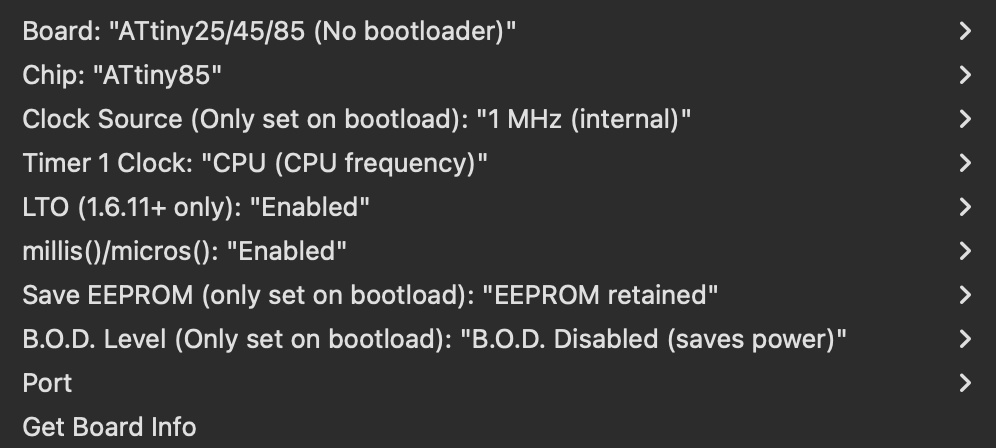 Board: "ATtiny25/45/85 (No bootloader)"
Chip: "ATtiny85"
Clock Source (Only set on bootload): "1 MHz (internal)"
Timer 1 Clock: "CPU (CPU frequency)"
LTO (1.6.11+ only): "Enabled"
millis()/micros(): "Enabled"
Save EEPROM (only set on bootload): "EEPROM retained"
B.O.D. Level (Only set on bootload): "B.O.D. Disabled (saves power)"
Port
Get Board Info